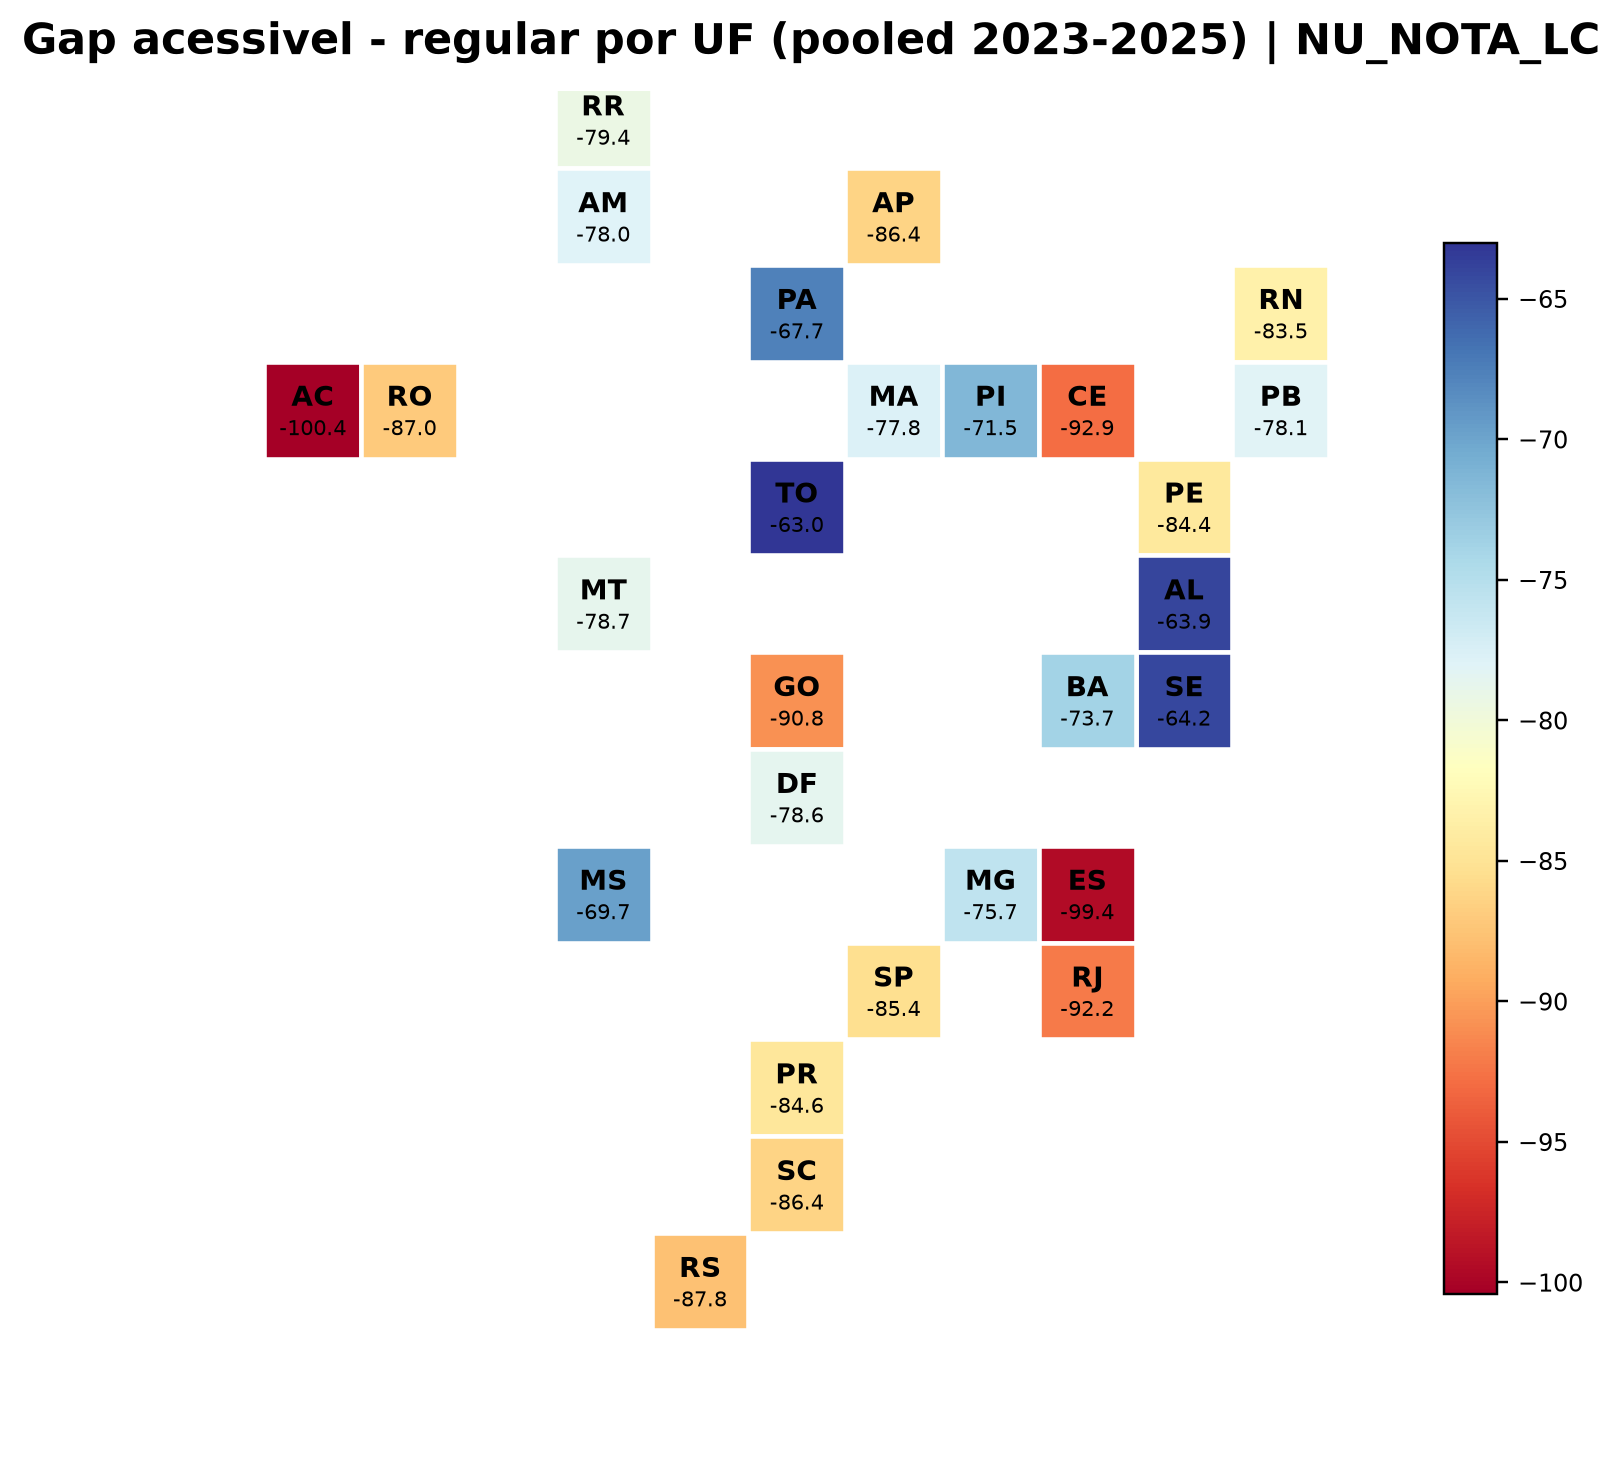 Gap acessivel - regular por UF (pooled 2023-2025) | NU_NOTA_LC
RR
-79.4
AM
-78.0
AP
-86.4
PA
-67.7
RN
-83.5
AC
-100.4
RO
-87.0
MA
-77.8
PI
-71.5
CE
-92.9
PB
-78.1
TO
-63.0
PE
-84.4
MT
-78.7
AL
-63.9
GO
-90.8
BA
-73.7
SE
-64.2
DF
-78.6
MS
-69.7
MG
-75.7
ES
-99.4
SP
-85.4
RJ
-92.2
PR
-84.6
SC
-86.4
RS
-87.8
−65
−70
−75
−80
−85
−90
−95
−100